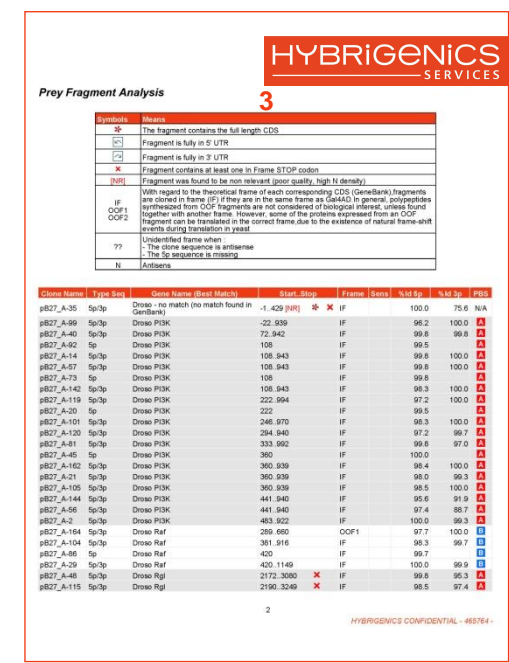 HYBRiGENiCS
SERVICES
Prey Fragment Analysis
3
Symbols Means
The fragment contains the full length CDS
Fragment is fully in 5' UTR
Fragment is fully in 3' UTR
Fragment contains at least one In Frame STOP codon
[NR] Fragment was found to be non relevant (poor quality, high N density)
IF
OOF1
OOF2
With regard to the theoretical frame of each corresponding CDS (GeneBank),fragments
are cloned in frame (IF) if they are in the same frame as Gal4AD.In general, polypeptides
synthesized from OOF fragments are not considered of biological interest, unless found
together with another frame. However, some of the proteins expressed from an OOF
fragment can be translated in the correct frame,due to the existence of natural frame-shift
events during translation in yeast
??
Unidentified frame when :
- The clone sequence is antisense
- The 5p sequence is missing
N Antisens
Clone Name Type Seq Gene Name (Best Match) Start..Stop Frame Sens %Id 5p %Id 3p PBS
pB27_A-35 5p/3p Droso - no match (no match found in GenBank) -1..429 [NR] IF 100.0 75.6 N/A
pB27_A-99 5p/3p Droso PI3K -22..939 IF 96.2 100.0 A
pB27_A-40 5p/3p Droso PI3K 72..942 IF 99.8 99.8 A
pB27_A-92 5p Droso PI3K 108 IF 99.5 A
pB27_A-14 5p/3p Droso PI3K 108..943 IF 99.8 100.0 A
pB27_A-57 5p/3p Droso PI3K 108..943 IF 99.8 100.0 A
pB27_A-73 5p Droso PI3K 108 IF 99.8 A
pB27_A-142 5p/3p Droso PI3K 108..943 IF 98.3 100.0 A
pB27_A-119 5p/3p Droso PI3K 222..994 IF 97.2 100.0 A
pB27_A-20 5p Droso PI3K 222 IF 99.5 A
pB27_A-101 5p/3p Droso PI3K 246..970 IF 98.3 100.0 A
pB27_A-120 5p/3p Droso PI3K 294..940 IF 97.2 99.7 A
pB27_A-81 5p/3p Droso PI3K 333..992 IF 99.8 97.0 A
pB27_A-45 5p Droso PI3K 360 IF 100.0 A
pB27_A-162 5p/3p Droso PI3K 360..939 IF 98.4 100.0 A
pB27_A-21 5p/3p Droso PI3K 360..939 IF 98.0 99.3 A
pB27_A-105 5p/3p Droso PI3K 360..939 IF 98.5 100.0 A
pB27_A-144 5p/3p Droso PI3K 441..940 IF 95.6 91.9 A
pB27_A-56 5p/3p Droso PI3K 441..940 IF 97.4 88.7 A
pB27_A-2 5p/3p Droso PI3K 483..922 IF 100.0 99.3 A
pB27_A-164 5p/3p Droso Raf 289..660 OOF1 97.7 100.0 B
pB27_A-104 5p/3p Droso Raf 381..916 IF 98.3 99.7 B
pB27_A-86 5p Droso Raf 420 IF 99.7 B
pB27_A-29 5p/3p Droso Raf 420..1149 IF 100.0 99.9 B
pB27_A-48 5p/3p Droso Rgl 2172..3080 IF 99.8 95.3 A
pB27_A-115 5p/3p Droso Rgl 2190..3249 IF 98.5 97.4 A
2
HYBRIGENICS CONFIDENTIAL - 465764 -